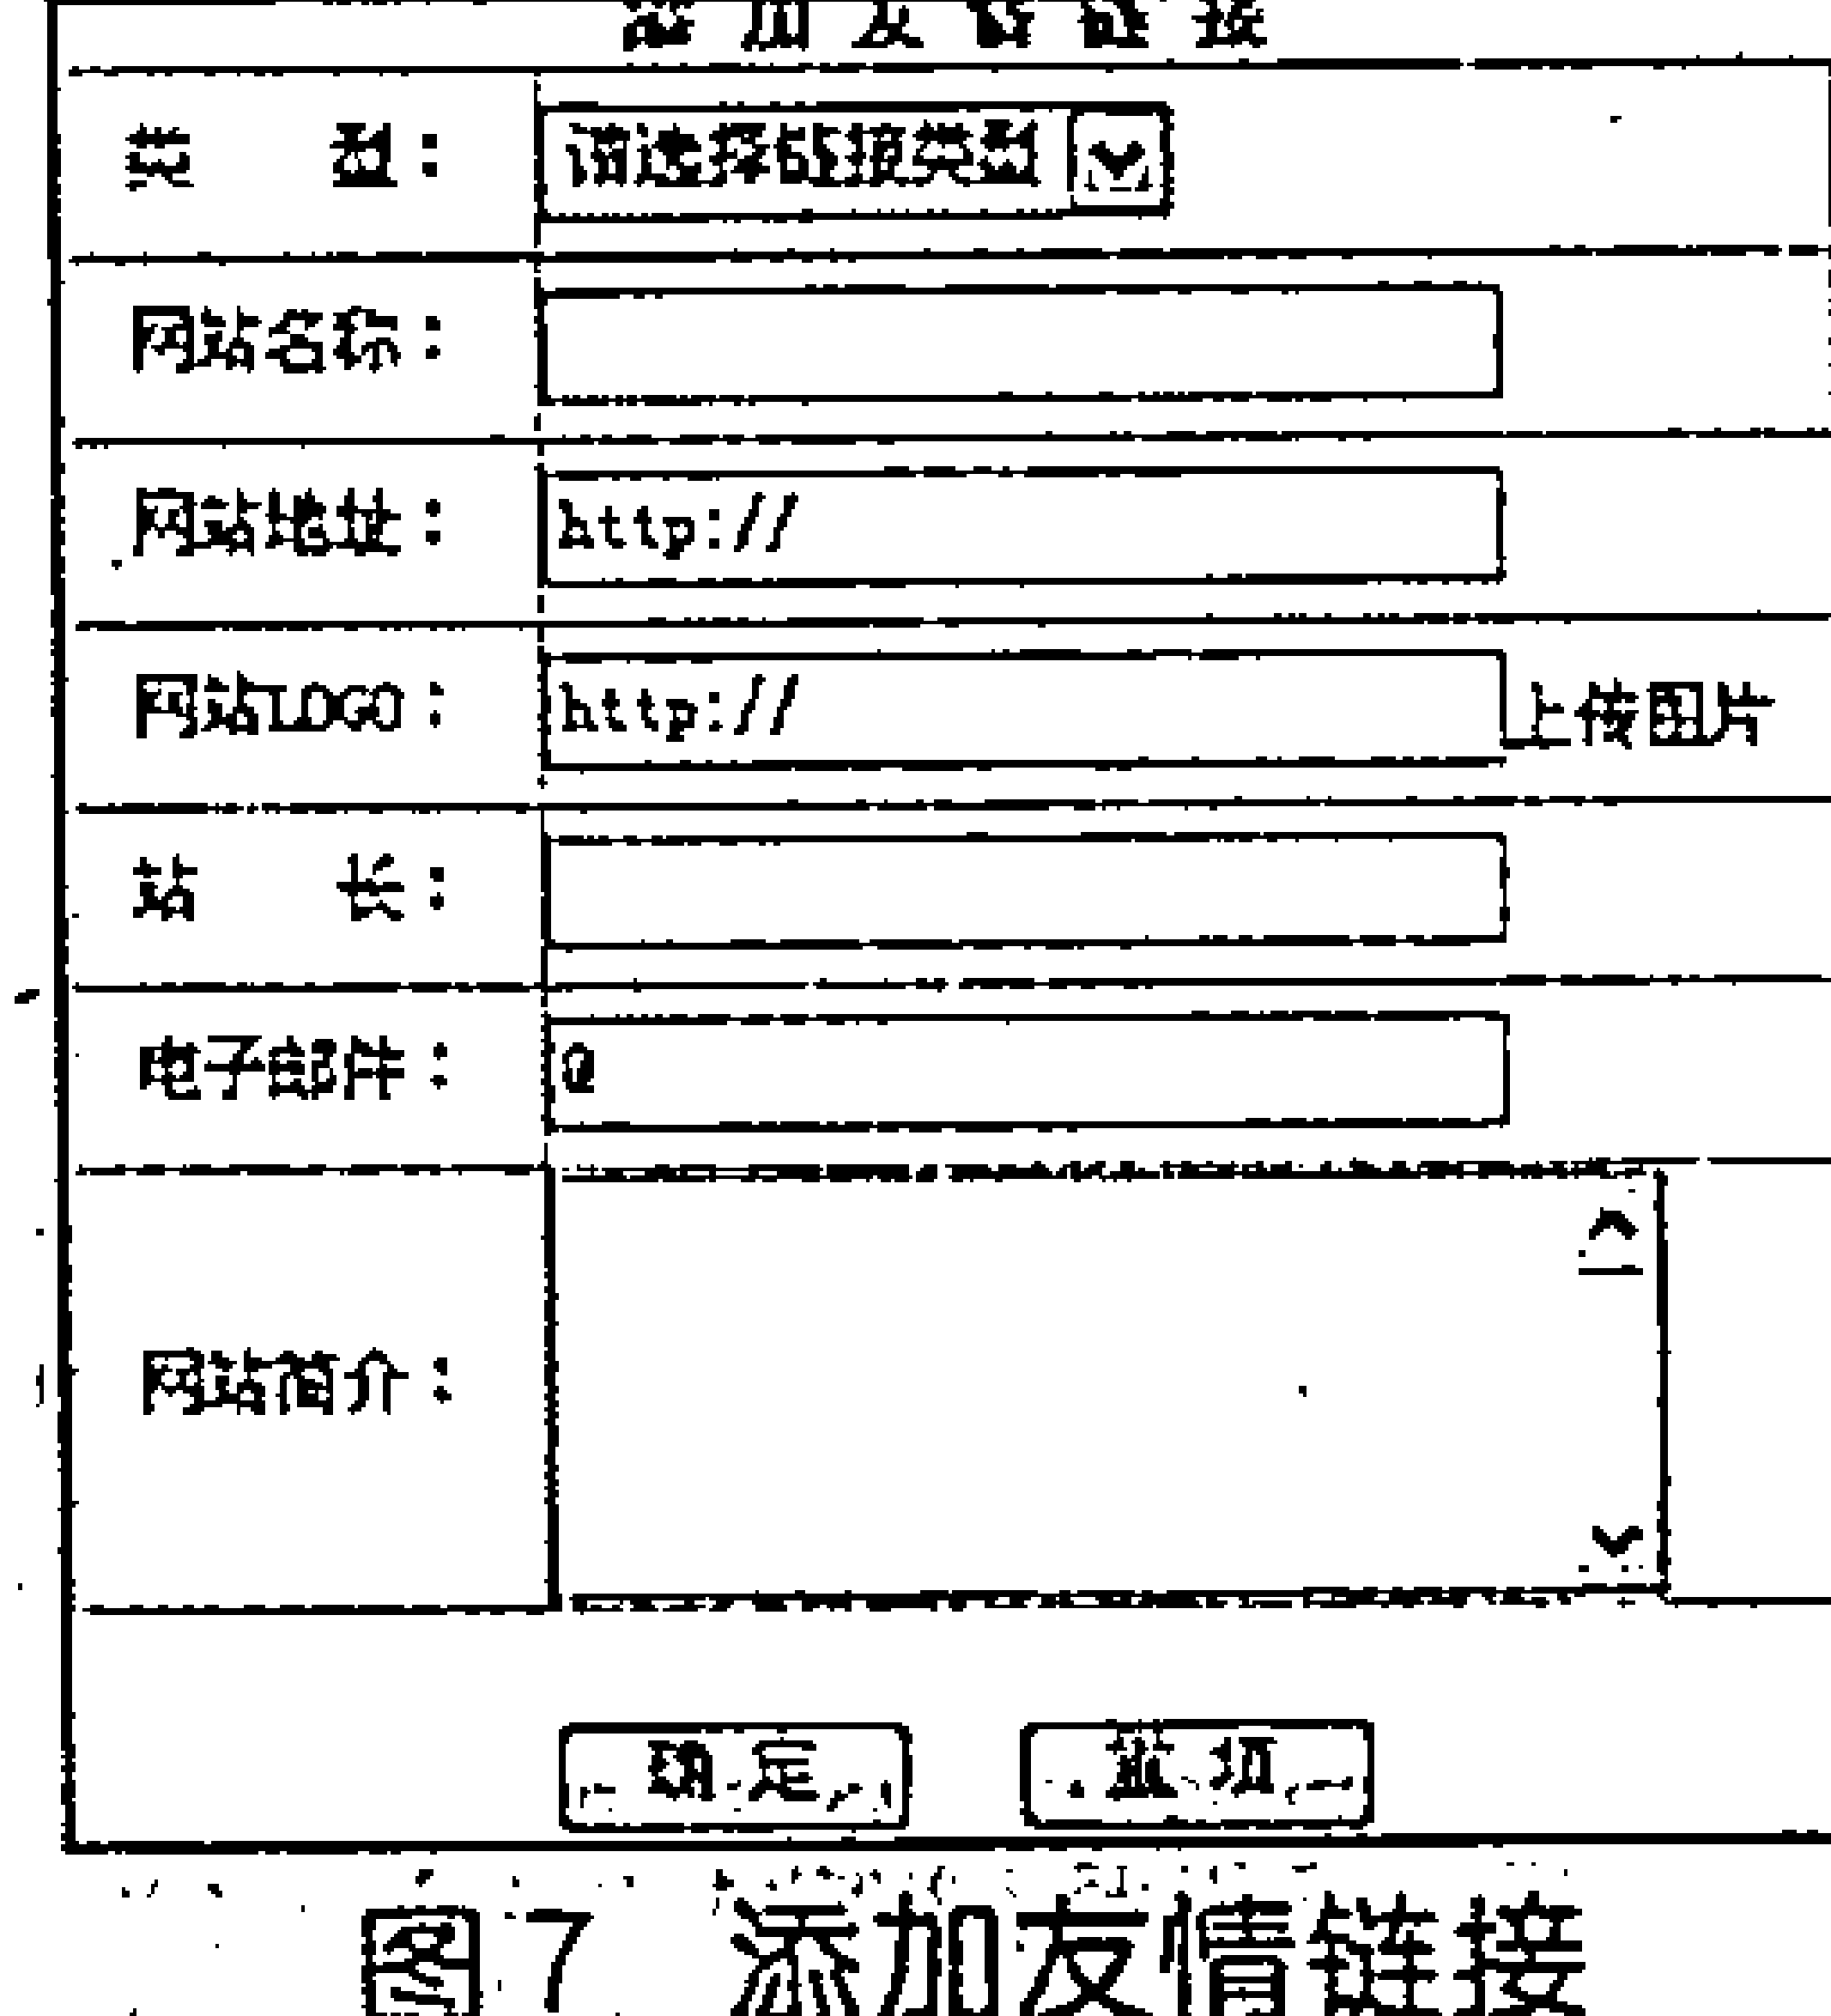 添加友情链接
类 型： 请选择链接类型
网站名称：
网站地址： http://
网站LOGO： http:// 上传图片
站 长：
电子邮件： @
网站简介：
确定 重填
图7 添加友情链接